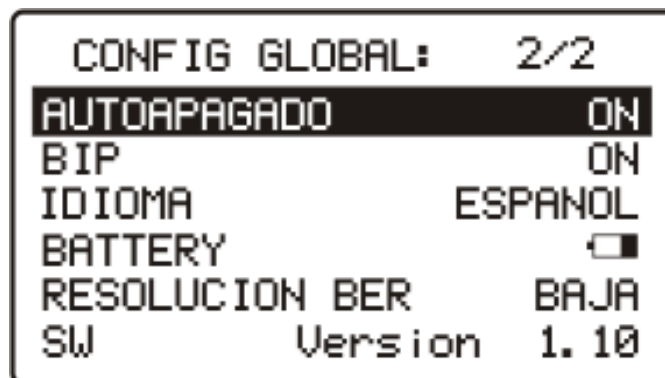 CONFIG GLOBAL: 2/2
AUTOAPAGADO ON
BIP ON
IDIOMA ESPANOL
BATTERY
RESOLUCION BER BAJA
SW Version 1.10